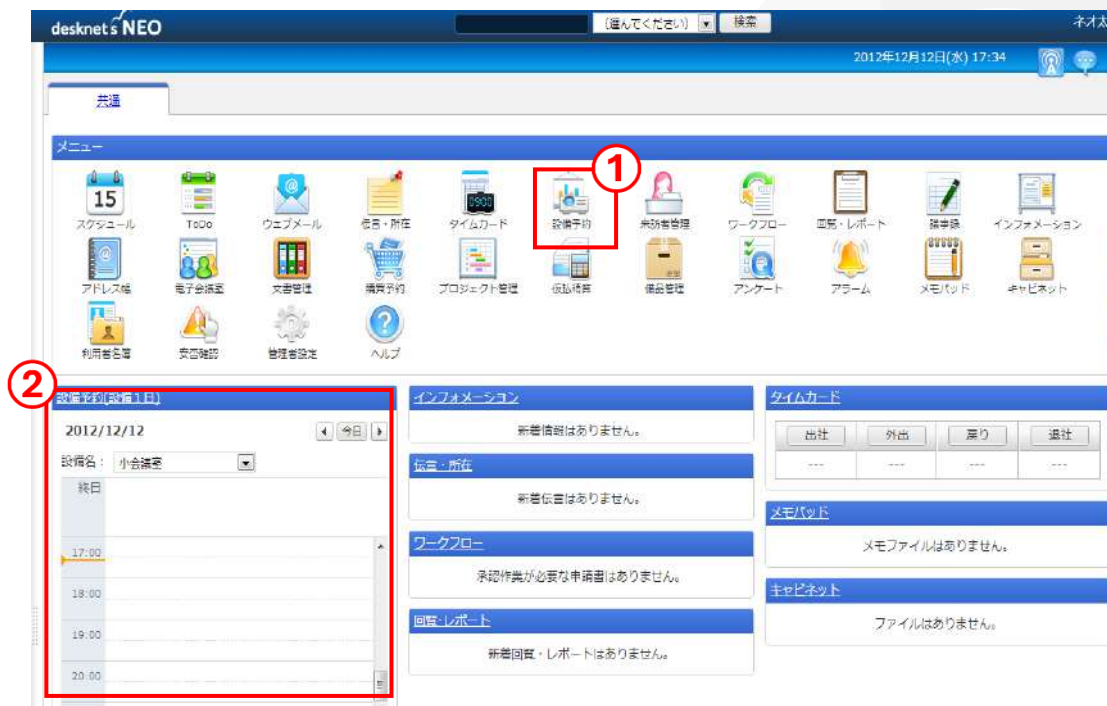 desknet's NEO
(選んでください) 検索
ネオ太
2012年12月12日(水) 17:34
共通
メニュー
①
15
0900
スケジュール ToDo ウェブメール 伝言・所在 タイムカード 設備予約 来訪者管理 ワークフロー 回覧・レポート 議事録 インフォメーション
アドレス帳 電子会議室 文書管理 購買予約 プロジェクト管理 仮払精算 備品管理 アンケート アラーム メモパッド キャビネット
利用者名簿 安否確認 管理者設定 ヘルプ
②
設備予約(設備1日)
2012/12/12 今日
設備名: 小会議室
終日
17:00
18:00
19:00
20:00
インフォメーション
新着情報はありません。
伝言・所在
新着伝言はありません。
ワークフロー
承認作業が必要な申請書はありません。
回覧・レポート
新着回覧・レポートはありません。
タイムカード
出社 外出 戻り 退社
--- --- --- ---
メモパッド
メモファイルはありません。
キャビネット
ファイルはありません。